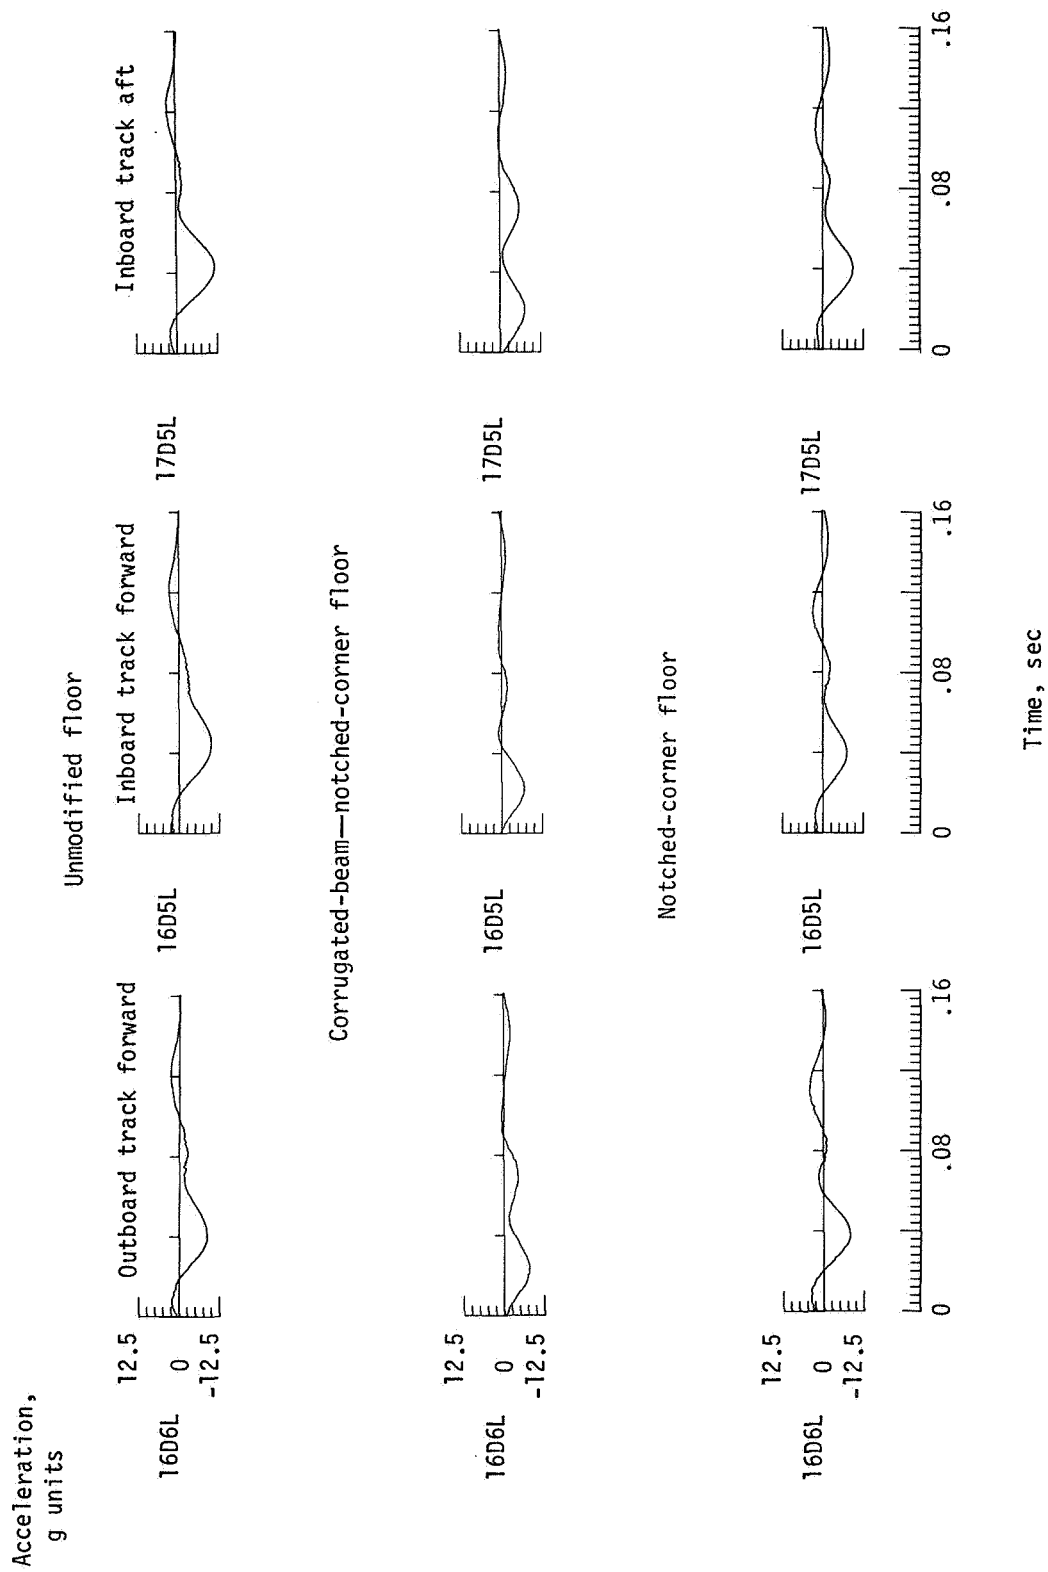 Acceleration,
g units
Unmodified floor
Outboard track forward
Inboard track forward
Inboard track aft
12.5
16D6L
0
-12.5
16D5L
17D5L
Corrugated-beam—notched-corner floor
12.5
16D6L
0
-12.5
16D5L
17D5L
Notched-corner floor
12.5
16D6L
0
-12.5
16D5L
17D5L
0 .08 .16
0 .08 .16
0 .08 .16
Time, sec